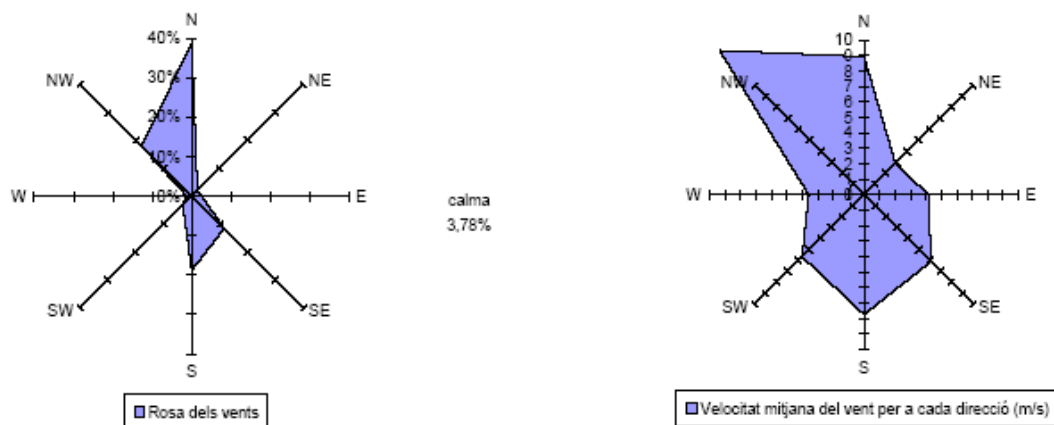 N
40%
NW
NE
30%
20%
10%
W
0%
E
SW
SE
S
Rosa dels vents
calma
3,78%
N
10
9
8
NW
NE
7
6
5
4
3
2
1
W
0
E
SW
SE
S
Velocitat mitjana del vent per a cada direcció (m/s)